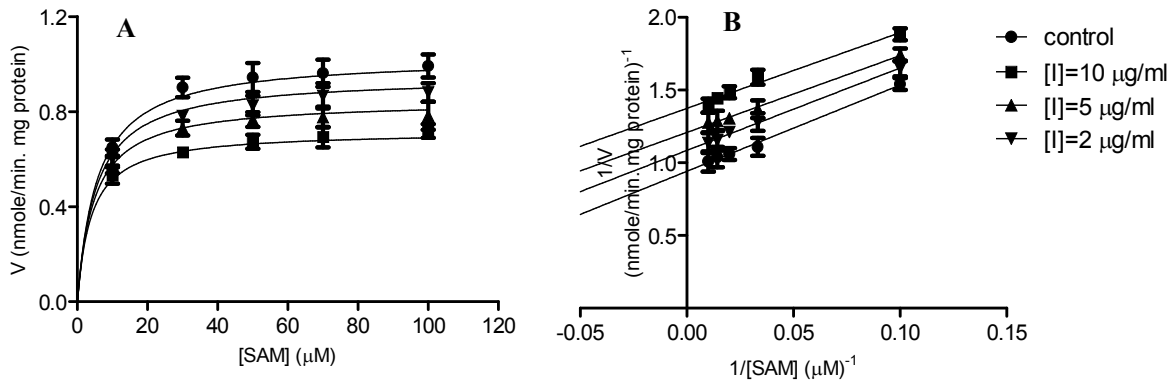 A
V (nmole/min. mg protein)
1.2
0.8
0.4
0.0
0 20 40 60 80 100 120
[SAM] (μM)
B
1/V
(nmole/min. mg protein)-1
2.0
1.5
1.0
0.5
-0.05 0.00 0.05 0.10 0.15
1/[SAM] (μM)-1
control
[I]=10 μg/ml
[I]=5 μg/ml
[I]=2 μg/ml